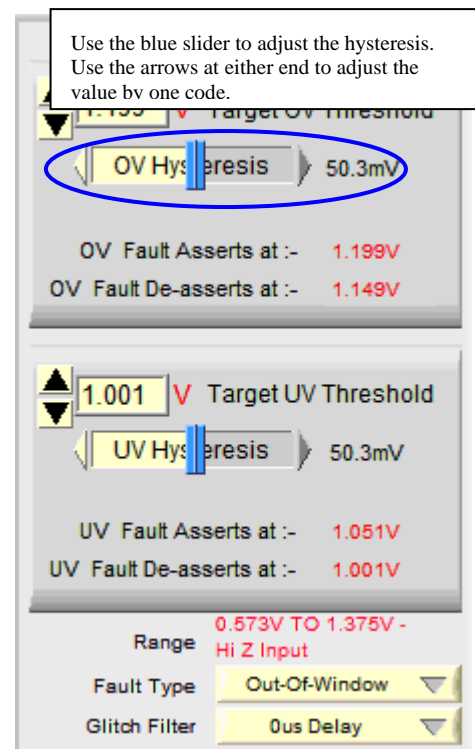 Use the blue slider to adjust the hysteresis.
Use the arrows at either end to adjust the
value by one code.
1.199 V Target OV Threshold
OV Hysteresis 50.3mV
OV Fault Asserts at :- 1.199V
OV Fault De-asserts at :- 1.149V
1.001 V Target UV Threshold
UV Hysteresis 50.3mV
UV Fault Asserts at :- 1.051V
UV Fault De-asserts at :- 1.001V
Range 0.573V TO 1.375V -
Hi Z Input
Fault Type Out-Of-Window
Glitch Filter 0us Delay